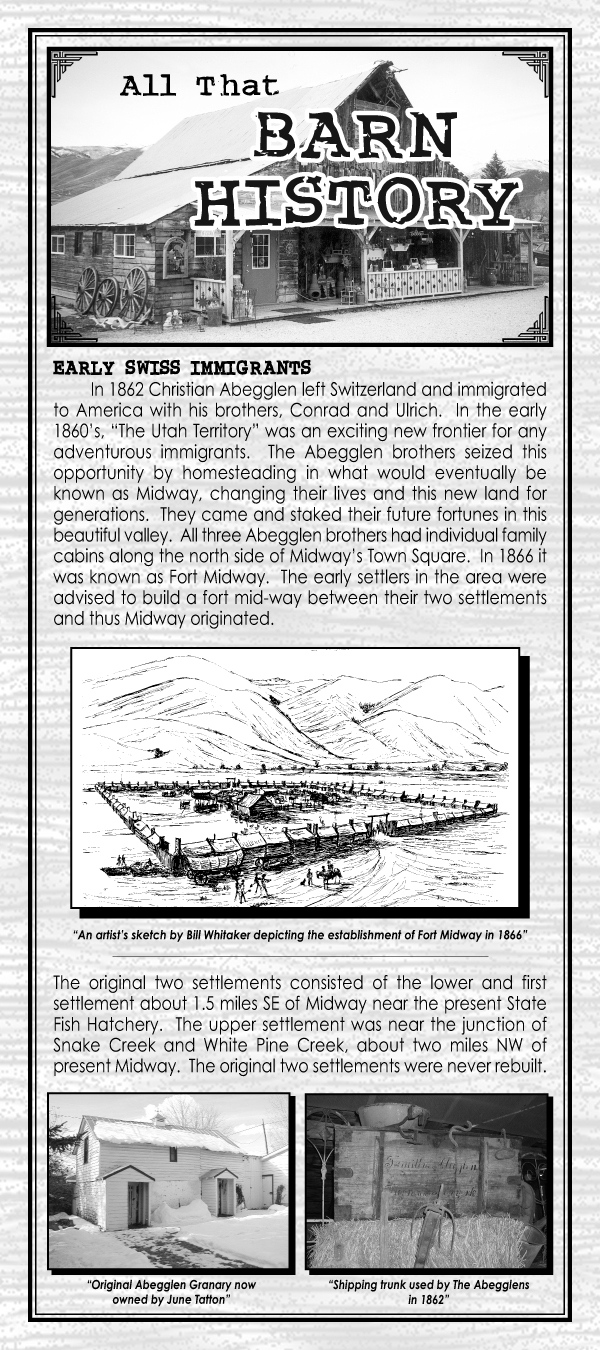 All That
BARN
HISTORY
EARLY SWISS IMMIGRANTS
In 1862 Christian Abegglen left Switzerland and immigrated
to America with his brothers, Conrad and Ulrich. In the early
1860's, "The Utah Territory" was an exciting new frontier for any
adventurous immigrants. The Abegglen brothers seized this
opportunity by homesteading in what would eventually be
known as Midway, changing their lives and this new land for
generations. They came and staked their future fortunes in this
beautiful valley. All three Abegglen brothers had individual family
cabins along the north side of Midway's Town Square. In 1866 it
was known as Fort Midway. The early settlers in the area were
advised to build a fort mid-way between their two settlements
and thus Midway originated.
"An artist's sketch by Bill Whitaker depicting the establishment of Fort Midway in 1866"
The original two settlements consisted of the lower and first
settlement about 1.5 miles SE of Midway near the present State
Fish Hatchery. The upper settlement was near the junction of
Snake Creek and White Pine Creek, about two miles NW of
present Midway. The original two settlements were never rebuilt.
"Original Abegglen Granary now
owned by June Tatton"
"Shipping trunk used by The Abegglens
in 1862"